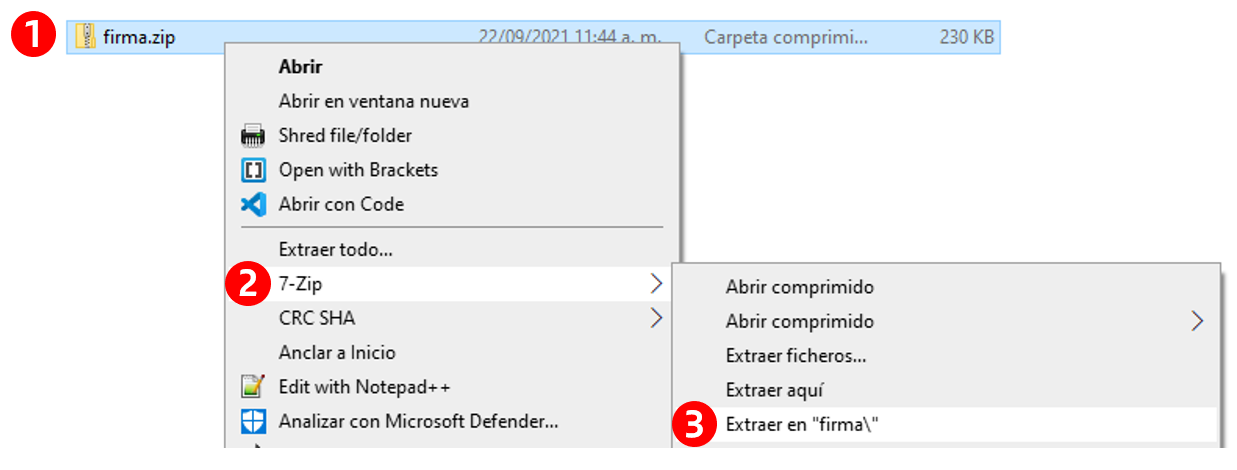 1 firma.zip 22/09/2021 11:44 a. m. Carpeta comprimi... 230 KB
Abrir
Abrir en ventana nueva
Shred file/folder
Open with Brackets
Abrir con Code
Extraer todo...
2 7-Zip
CRC SHA
Anclar a Inicio
Edit with Notepad++
Analizar con Microsoft Defender...
Abrir comprimido
Abrir comprimido
Extraer ficheros...
Extraer aquí
3 Extraer en "firma\"